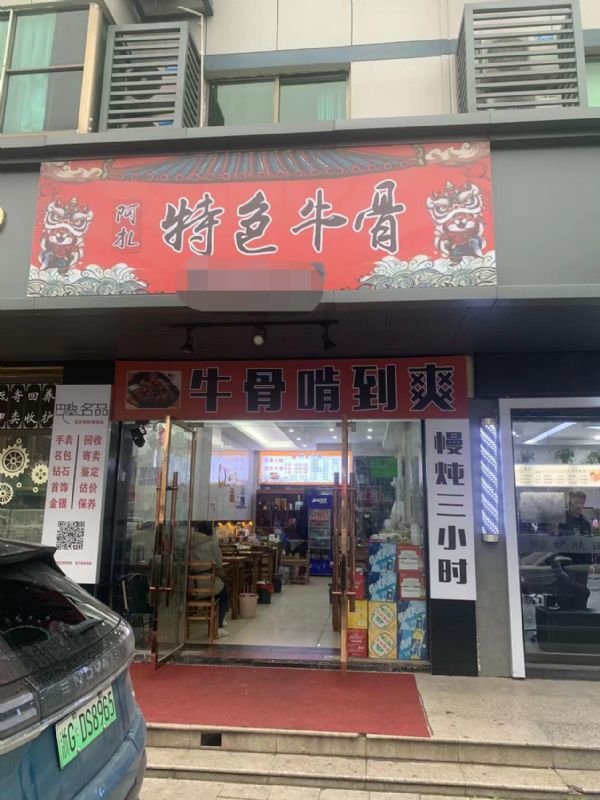 阿扎
特色牛骨
牛骨啃到爽
慢炖三小时
巴黎名品
手表 回收
名包 寄卖
钻石 鉴定
首饰 估价
金银 保养
浙G·DS8965